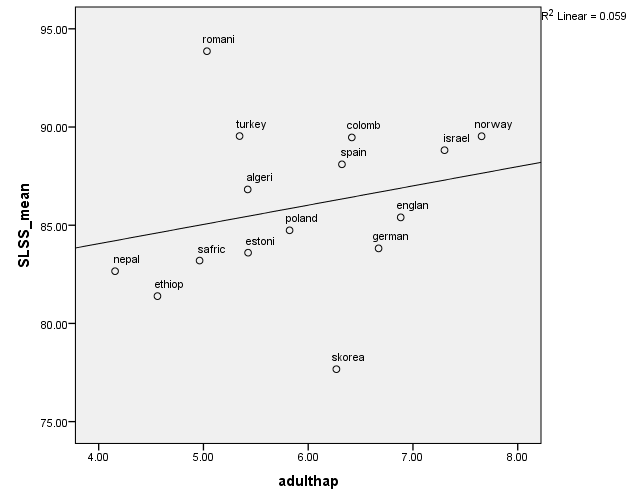 R² Linear = 0.059
95.00
90.00
85.00
80.00
75.00
SLSS_mean
romani
turkey
colomb
norway
israel
spain
algeri
englan
poland
german
estoni
safric
nepal
ethiop
skorea
4.00
5.00
6.00
7.00
8.00
adulthap